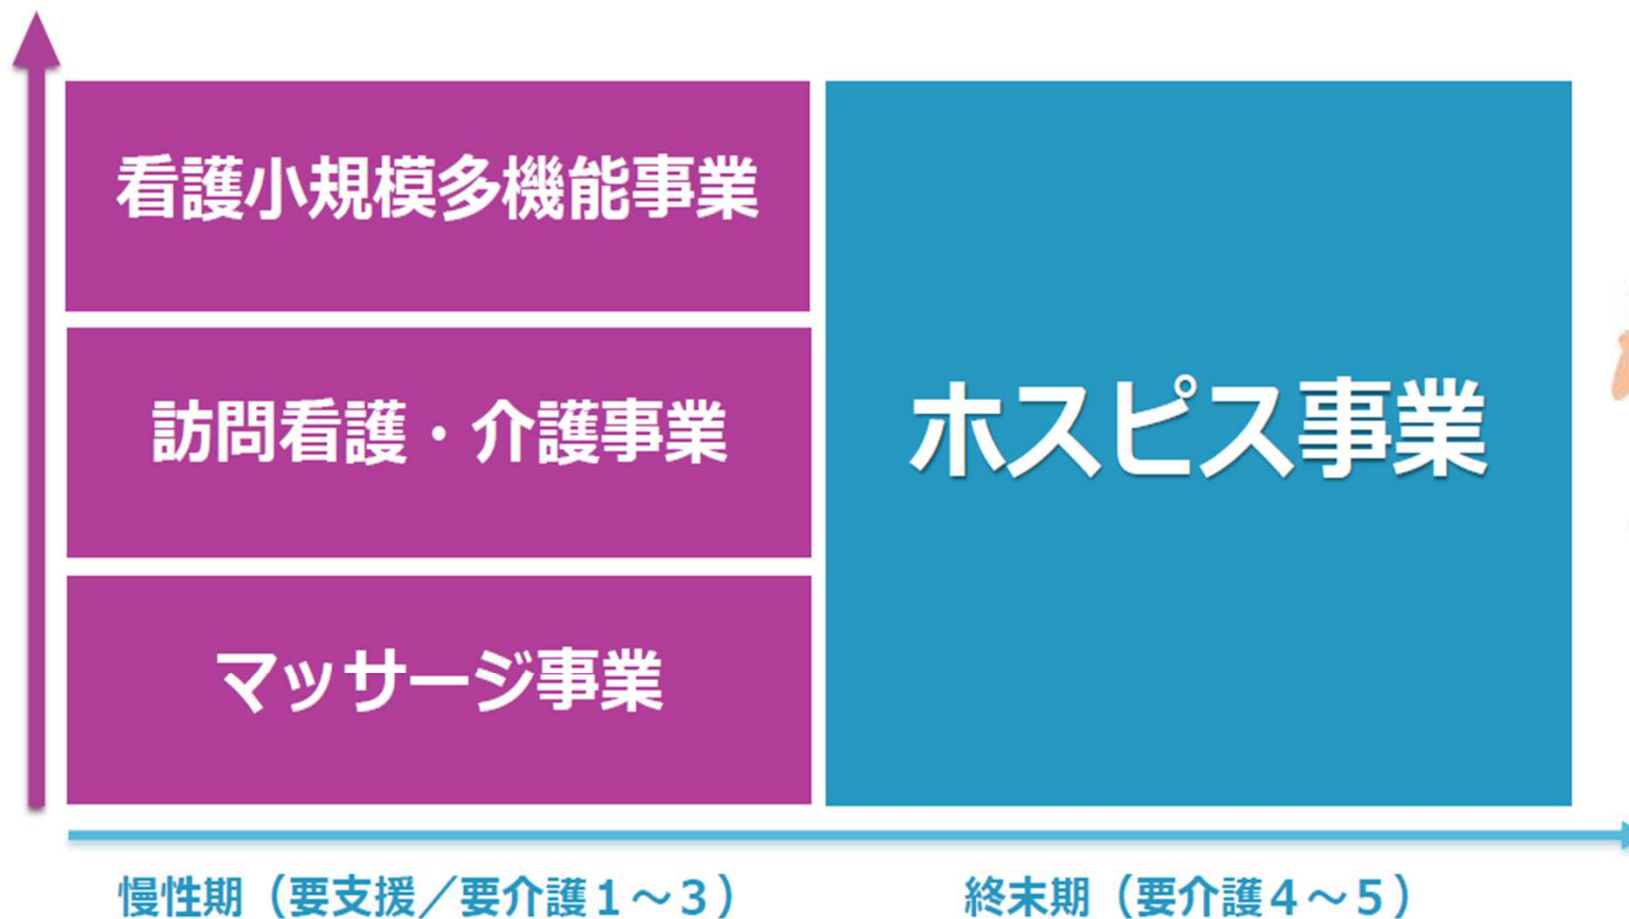 看護小規模多機能事業
訪問看護・介護事業
マッサージ事業
ホスピス事業
慢性期（要支援／要介護１～３）
終末期（要介護４～５）